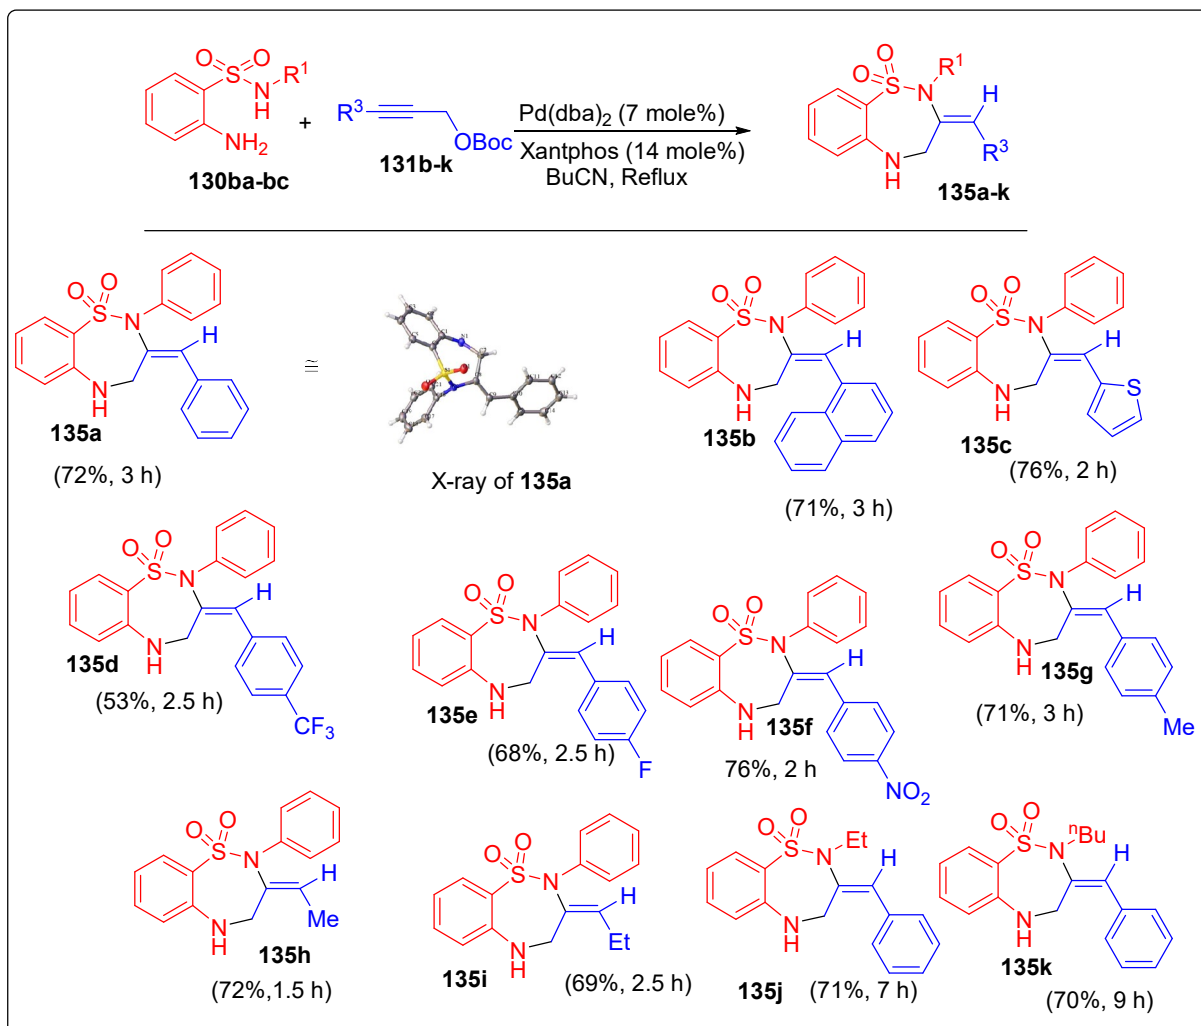 O O
S R¹
N
H
NH₂
130ba-bc
+
R³
OBoc
131b-k
Pd(dba)₂ (7 mole%)
Xantphos (14 mole%)
BuCN, Reflux
O O R¹
S N H
R³
N
H
135a-k
O O
S N
H
N
H
135a
(72%, 3 h)
≅
X-ray of 135a
O O
S N
H
N
H
135b
(71%, 3 h)
O O
S N
H
S
N
H
135c
(76%, 2 h)
O O
S N
H
N
H
135d
(53%, 2.5 h)
CF₃
O O
S N
H
N
H
135e
(68%, 2.5 h)
F
O O
S N
H
N
H
135f
76%, 2 h
NO₂
O O
S N
H
N
H
135g
(71%, 3 h)
Me
O O
S N
H
Me
N
H
135h
(72%,1.5 h)
O O
S N
H
Et
N
H
135i
(69%, 2.5 h)
O O Et
S N
H
N
H
135j
(71%, 7 h)
O O ⁿBu
S N
H
N
H
135k
(70%, 9 h)